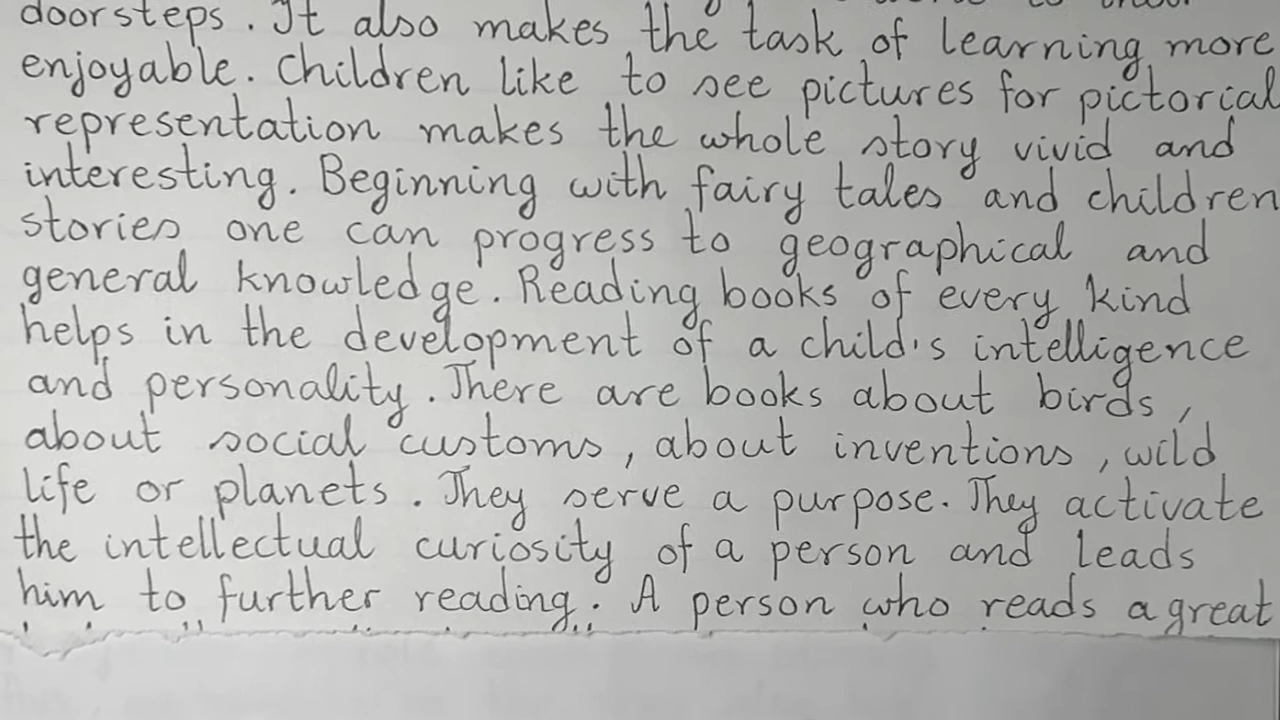 doorsteps. It also makes the task of learning more
enjoyable. Children like to see pictures for pictorial
representation makes the whole story vivid and
interesting. Beginning with fairy tales and children
stories one can progress to geographical and
general knowledge. Reading books of every kind
helps in the development of a child's intelligence
and personality. There are books about birds,
about social customs, about inventions, wild
life or planets. They serve a purpose. They activate
the intellectual curiosity of a person and leads
him to further reading. A person who reads a great